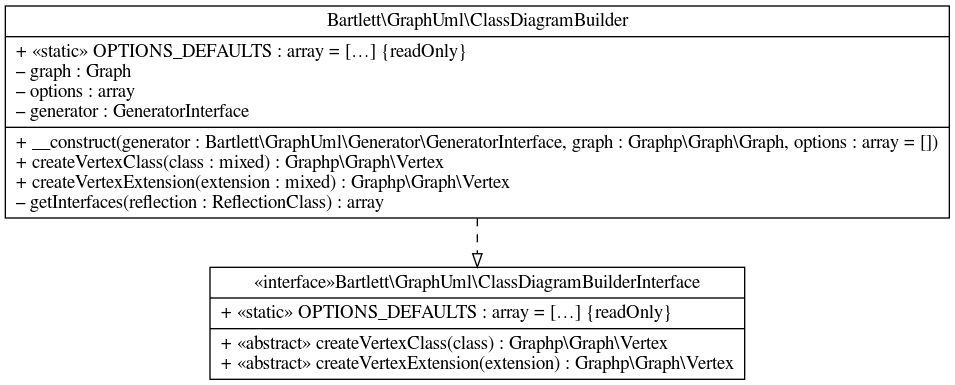 Bartlett\GraphUml\ClassDiagramBuilder
+ «static» OPTIONS_DEFAULTS : array = […] {readOnly}
– graph : Graph
– options : array
– generator : GeneratorInterface
+ __construct(generator : Bartlett\GraphUml\Generator\GeneratorInterface, graph : Graphp\Graph\Graph, options : array = [])
+ createVertexClass(class : mixed) : Graphp\Graph\Vertex
+ createVertexExtension(extension : mixed) : Graphp\Graph\Vertex
– getInterfaces(reflection : ReflectionClass) : array
«interface»Bartlett\GraphUml\ClassDiagramBuilderInterface
+ «static» OPTIONS_DEFAULTS : array = […] {readOnly}
+ «abstract» createVertexClass(class) : Graphp\Graph\Vertex
+ «abstract» createVertexExtension(extension) : Graphp\Graph\Vertex